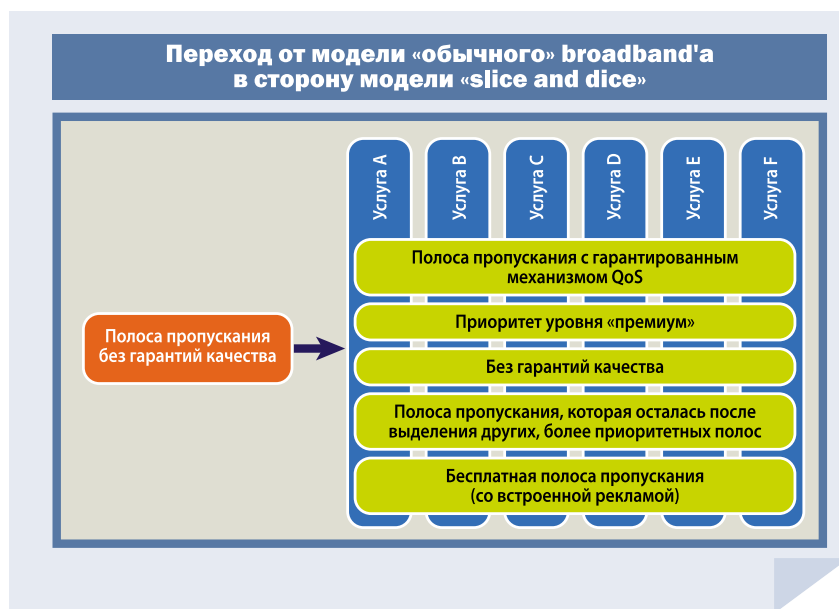 Переход от модели «обычного» broadband'а
в сторону модели «slice and dice»
Услуга A
Услуга B
Услуга C
Услуга D
Услуга E
Услуга F
Полоса пропускания
без гарантий качества
Полоса пропускания с гарантированным
механизмом QoS
Приоритет уровня «премиум»
Без гарантий качества
Полоса пропускания, которая осталась после
выделения других, более приоритетных полос
Бесплатная полоса пропускания
(со встроенной рекламой)